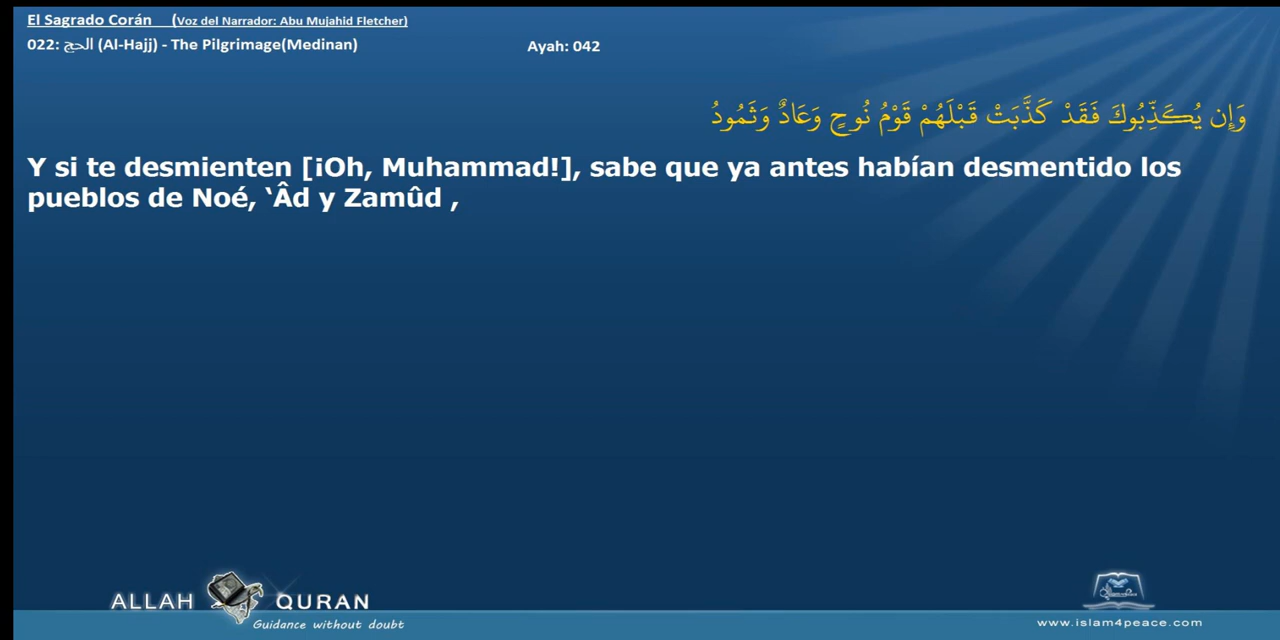 El Sagrado Corán (Voz del Narrador: Abu Mujahid Fletcher)
022: الحج (Al-Hajj) - The Pilgrimage(Medinan) Ayah: 042
وَإِن يُكَذِّبُوكَ فَقَدْ كَذَّبَتْ قَبْلَهُمْ قَوْمُ نُوحٍ وَعَادٌ وَثَمُودُ
Y si te desmienten [¡Oh, Muhammad!], sabe que ya antes habían desmentido los
pueblos de Noé, ‘Âd y Zamûd ,
ALLAH QURAN
Guidance without doubt
www.islam4peace.com